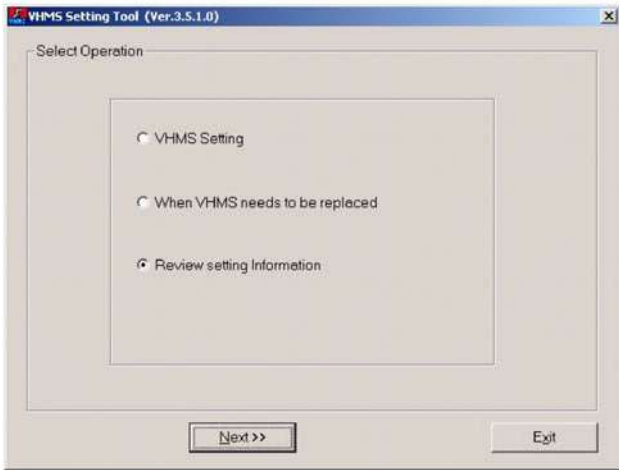 VHMS Setting Tool (Ver.3.5.1.0)
Select Operation
VHMS Setting
When VHMS needs to be replaced
Review setting Information
Next >>
Exit